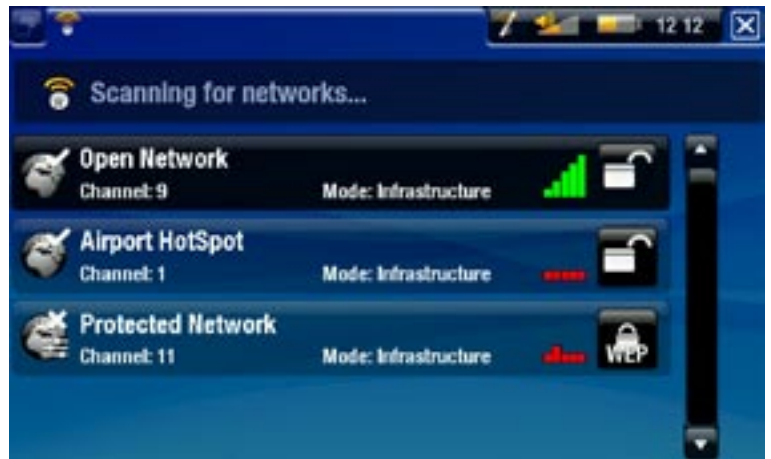 12 12
Scanning for networks...
Open Network
Channel: 9 Mode: Infrastructure
Airport HotSpot
Channel: 1 Mode: Infrastructure
Protected Network
Channel: 11 Mode: Infrastructure
WEP